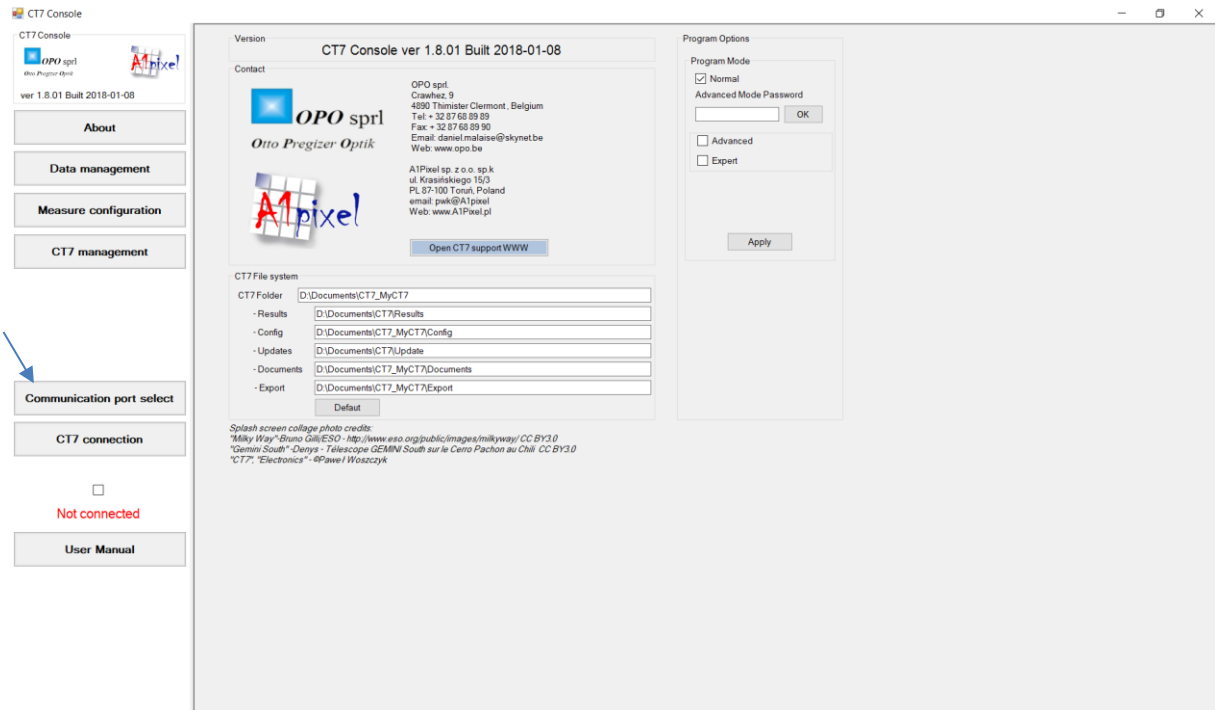 CT7 Console
CT7 Console
OPO sprl
Otto Pregizer Optik
A1pixel
ver 1.8.01 Built 2018-01-08
About
Data management
Measure configuration
CT7 management
Communication port select
CT7 connection
Not connected
User Manual
Version
CT7 Console ver 1.8.01 Built 2018-01-08
Contact
OPO sprl
Otto Pregizer Optik
A1pixel
OPO sprl.
Crawhez, 9
4890 Thimister Clermont, Belgium
Tel: + 32 87 68 89 89
Fax: + 32 87 68 89 90
Email: daniel.malaise@skynet.be
Web: www.opo.be
A1Pixel sp. z o.o. sp.k
ul. Krasińskiego 15/3
PL 87-100 Toruń, Poland
email: pwk@A1pixel
Web: www.A1Pixel.pl
Open CT7 support WWW
CT7 File system
CT7 Folder D:\Documents\CT7_MyCT7
- Results D:\Documents\CT7\Results
- Config D:\Documents\CT7_MyCT7\Config
- Updates D:\Documents\CT7\Update
- Documents D:\Documents\CT7_MyCT7\Documents
- Export D:\Documents\CT7_MyCT7\Export
Defaut
Splash screen collage photo credits:
"Milky Way"-Bruno Gilli/ESO - http://www.eso.org/public/images/milkyway/ CC BY3.0
"Gemini South" -Denys - Télescope GEMINI South sur le Cerro Pachon au Chili CC BY3.0
"CT7", "Electronics" - ©Paweł Woszczyk
Program Options
Program Mode
Normal
Advanced Mode Password
OK
Advanced
Expert
Apply